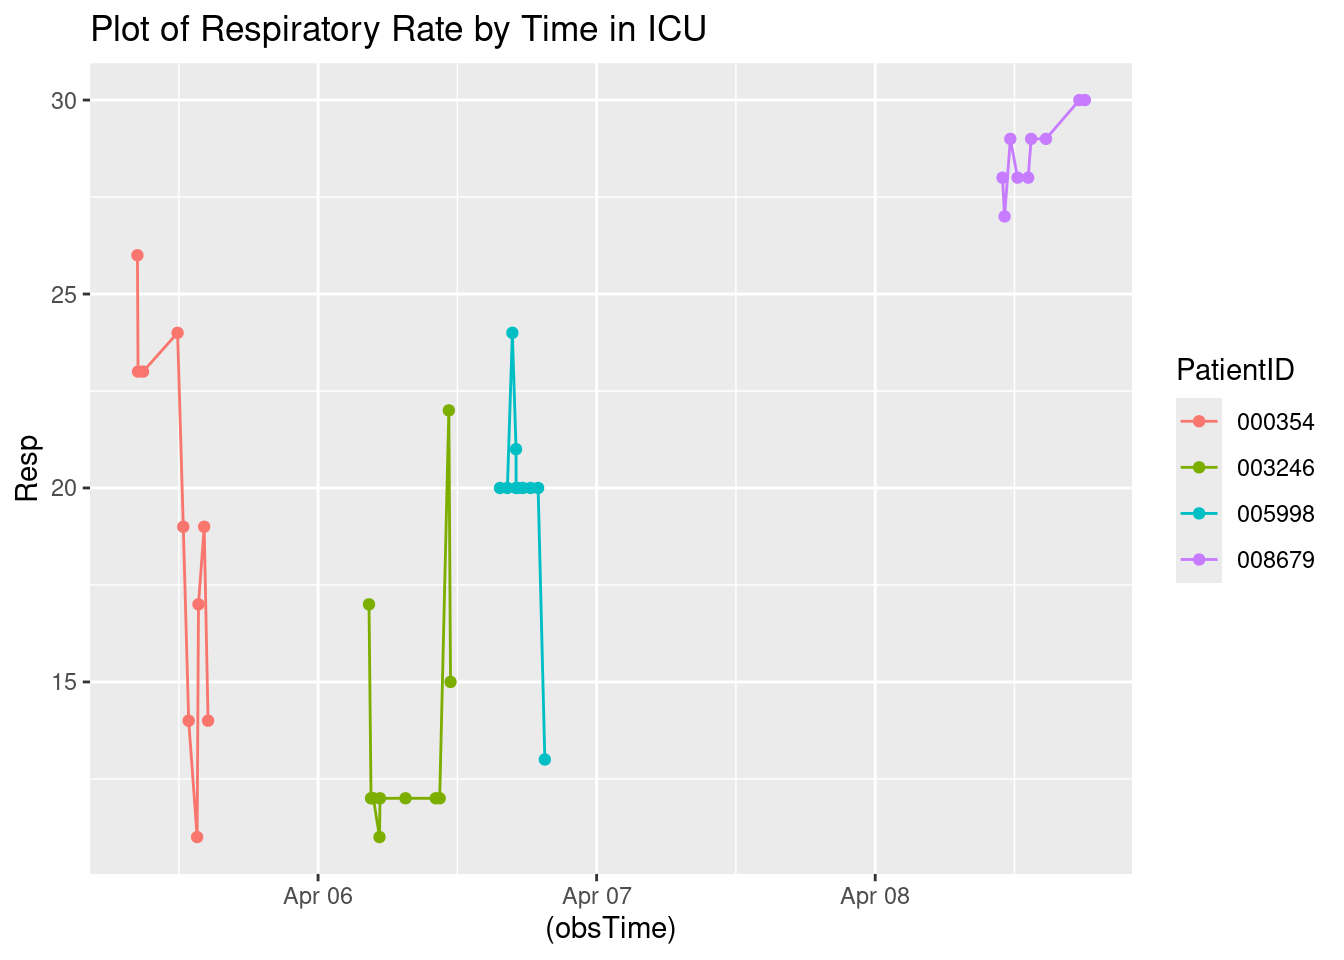 Plot of Respiratory Rate by Time in ICU
30
25
20
15
Resp
Apr 06
Apr 07
Apr 08
(obsTime)
PatientID
000354
003246
005998
008679